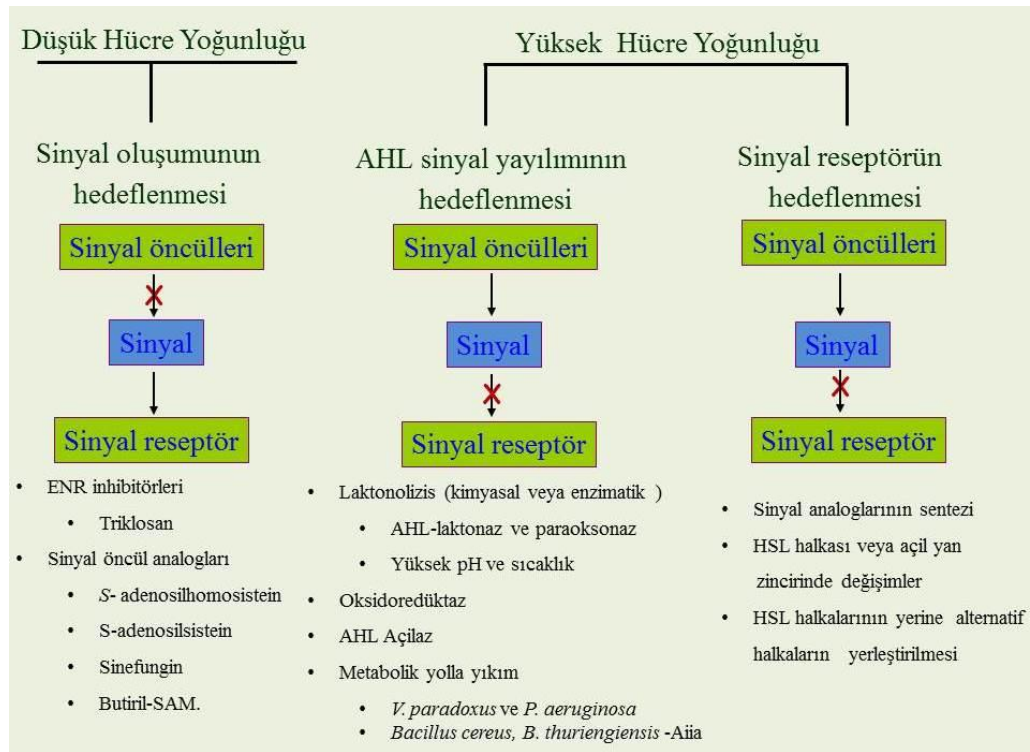 Düşük Hücre Yoğunluğu
Yüksek Hücre Yoğunluğu
Sinyal oluşumunun
hedeflenmesi
Sinyal öncülleri
Sinyal
Sinyal reseptör
• ENR inhibitörleri
• Triklosan
• Sinyal öncül analogları
• S- adenosilhomosistein
• S-adenosilsistein
• Sinefungin
• Butiril-SAM.
AHL sinyal yayılımının
hedeflenmesi
Sinyal öncülleri
Sinyal
Sinyal reseptör
• Laktonolizis (kimyasal veya enzimatik )
• AHL-laktonaz ve paraoksonaz
• Yüksek pH ve sıcaklık
• Oksidoredüktaz
• AHL Açilaz
• Metabolik yolla yıkım
• V. paradoxus ve P. aeruginosa
• Bacillus cereus, B. thuriengiensis -Aiia
Sinyal reseptörün
hedeflenmesi
Sinyal öncülleri
Sinyal
Sinyal reseptör
• Sinyal analoglarının sentezi
• HSL halkası veya açil yan
zincirinde değişimler
• HSL halkalarının yerine alternatif
halkaların yerleştirilmesi